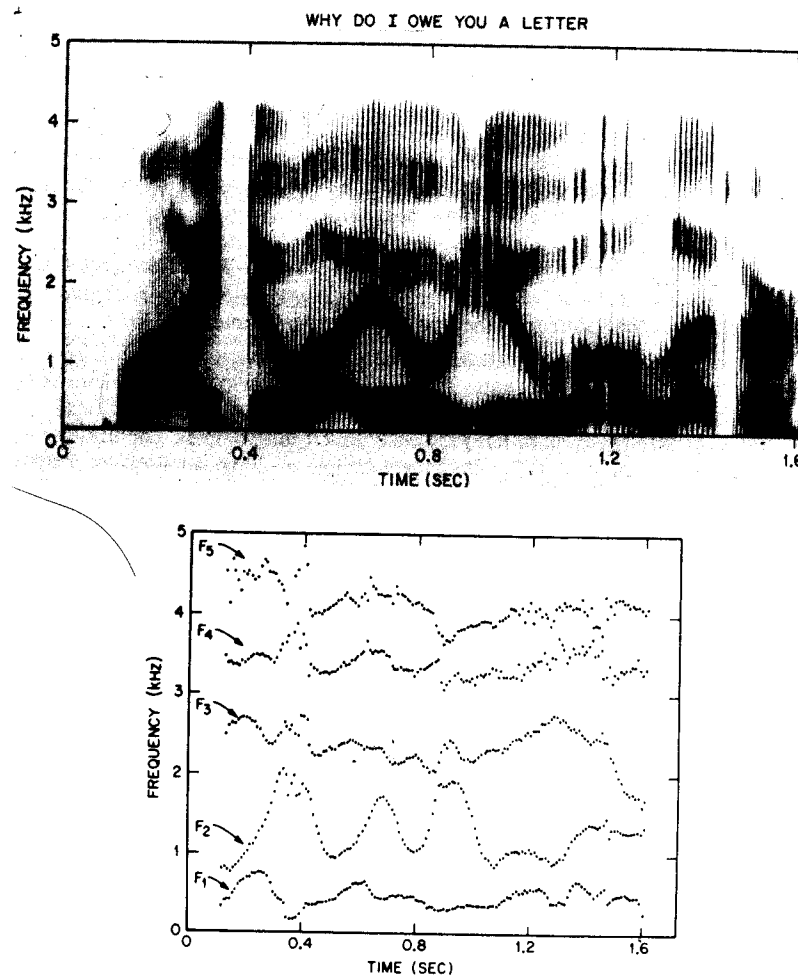 WHY DO I OWE YOU A LETTER
5
4
3
2
1
0
FREQUENCY (kHz)
0 0.4 0.8 1.2 1.6
TIME (SEC)
5
4
3
2
1
0
FREQUENCY (kHz)
F5
F4
F3
F2
F1
0 0.4 0.8 1.2 1.6
TIME (SEC)